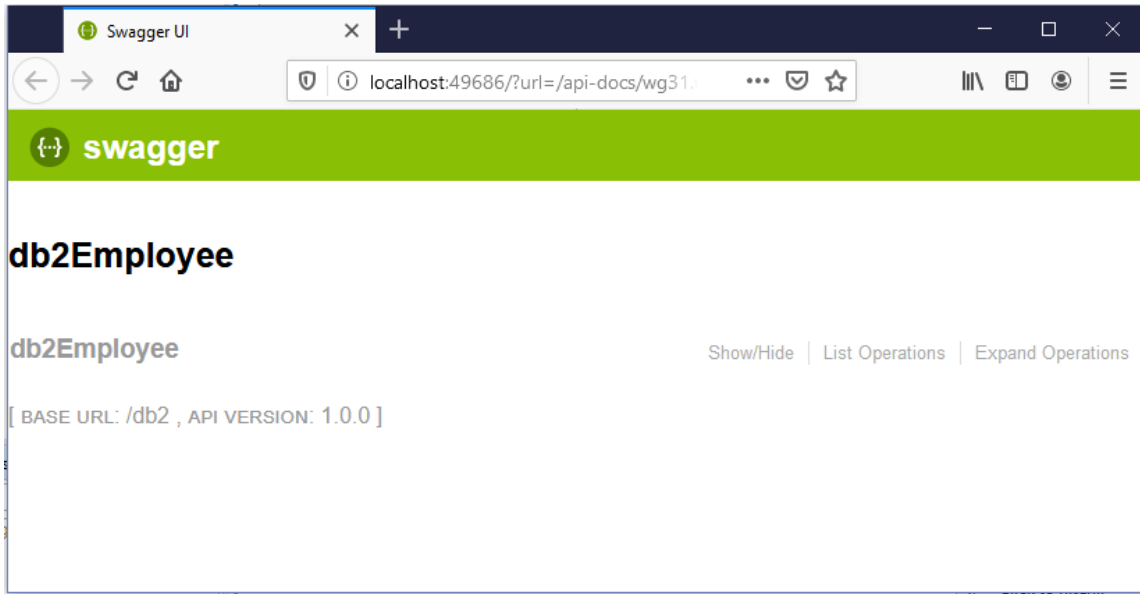 Swagger UI
localhost:49686/?url=/api-docs/wg31.
{···} swagger
db2Employee
db2Employee
Show/Hide | List Operations | Expand Operations
[ BASE URL: /db2 , API VERSION: 1.0.0 ]